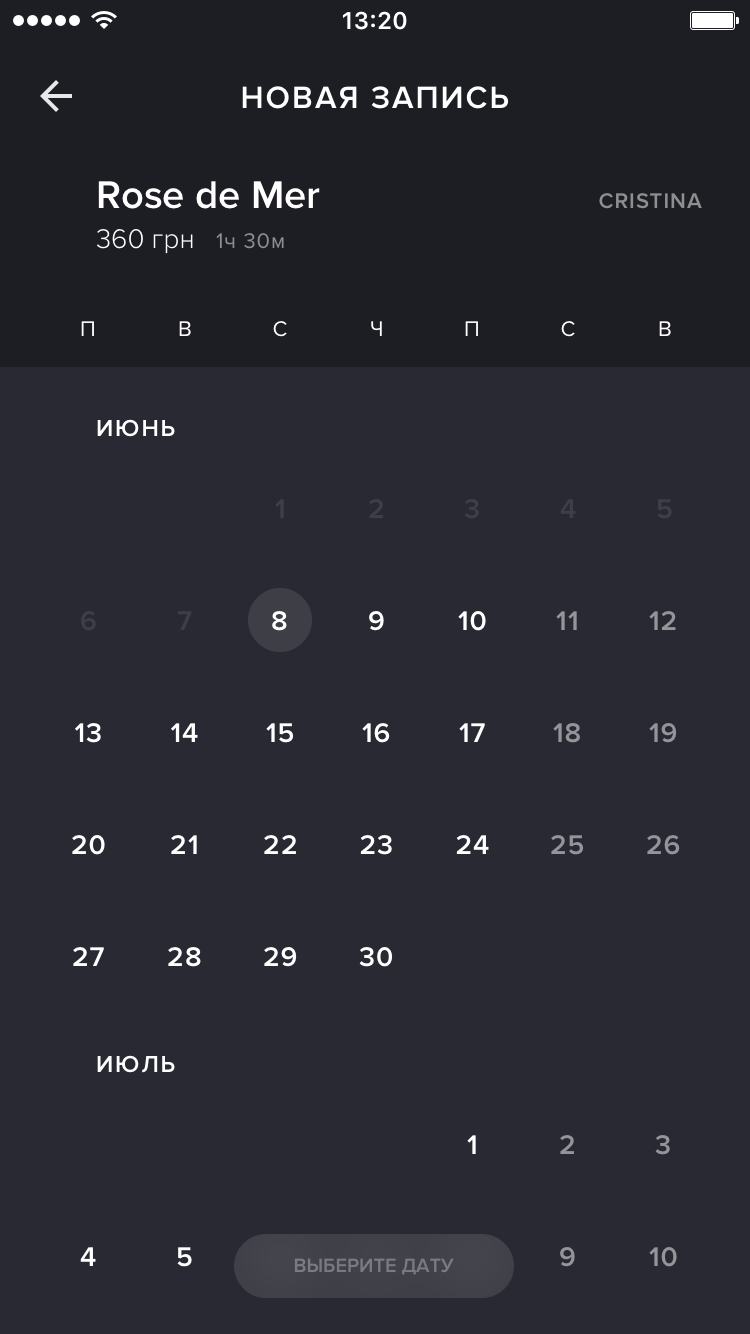 13:20
НОВАЯ ЗАПИСЬ
Rose de Mer CRISTINA
360 грн 1ч 30м
П В С Ч П С В
ИЮНЬ
1 2 3 4 5
6 7 8 9 10 11 12
13 14 15 16 17 18 19
20 21 22 23 24 25 26
27 28 29 30
ИЮЛЬ
1 2 3
4 5 ВЫБЕРИТЕ ДАТУ 9 10